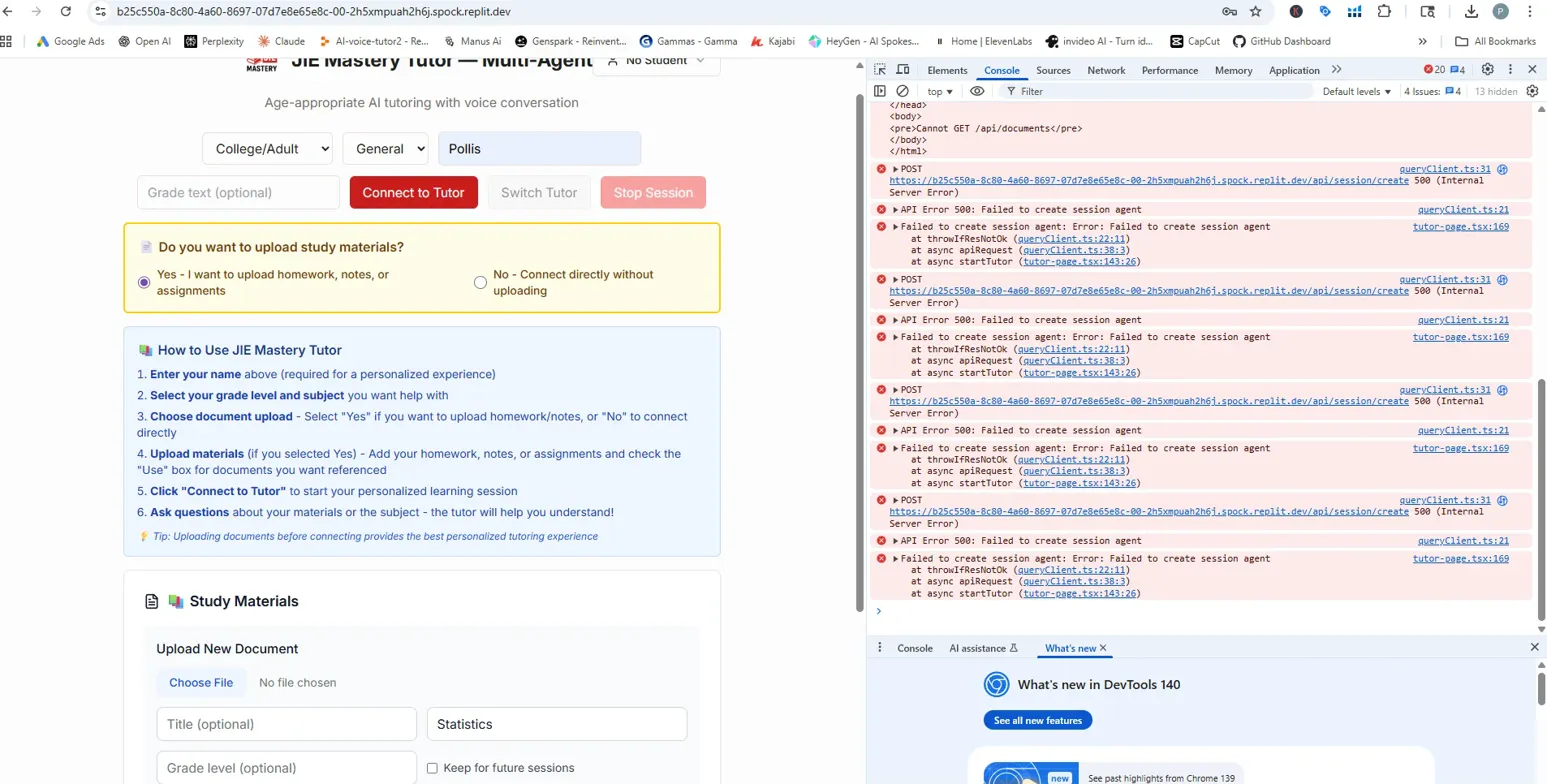 b25c550a-8c80-4a60-8697-07d7e8e65e8c-00-2h5xmpuah2h6j.spock.replit.dev
K
P
Google Ads
Open AI
Perplexity
Claude
AI-voice-tutor2 - Re...
Manus Ai
Genspark - Reinvent...
Gammas - Gamma
Kajabi
HeyGen - AI Spokes...
Home | ElevenLabs
invideo AI - Turn id...
CapCut
GitHub Dashboard
All Bookmarks
MASTERY
JIE Mastery Tutor — Multi-Agent
No Student
Age-appropriate AI tutoring with voice conversation
College/Adult
General
Pollis
Grade text (optional)
Connect to Tutor
Switch Tutor
Stop Session
Do you want to upload study materials?
Yes - I want to upload homework, notes, or
assignments
No - Connect directly without
uploading
How to Use JIE Mastery Tutor
1. Enter your name above (required for a personalized experience)
2. Select your grade level and subject you want help with
3. Choose document upload - Select "Yes" if you want to upload homework/notes, or "No" to connect
directly
4. Upload materials (if you selected Yes) - Add your homework, notes, or assignments and check the
"Use" box for documents you want referenced
5. Click "Connect to Tutor" to start your personalized learning session
6. Ask questions about your materials or the subject - the tutor will help you understand!
Tip: Uploading documents before connecting provides the best personalized tutoring experience
Study Materials
Upload New Document
Choose File
No file chosen
Title (optional)
Statistics
Grade level (optional)
Keep for future sessions
Elements
Console
Sources
Network
Performance
Memory
Application
20
4
top
Filter
Default levels
4 Issues:
4
13 hidden
</head>
<body>
<pre>Cannot GET /api/documents</pre>
</body>
</html>
POST queryClient.ts:31
https://b25c550a-8c80-4a60-8697-07d7e8e65e8c-00-2h5xmpuah2h6j.spock.replit.dev/api/session/create 500 (Internal
Server Error)
API Error 500: Failed to create session agent queryClient.ts:21
Failed to create session agent: Error: Failed to create session agent tutor-page.tsx:169
at throwIfResNotOk (queryClient.ts:22:11)
at async apiRequest (queryClient.ts:38:3)
at async startTutor (tutor-page.tsx:143:26)
POST queryClient.ts:31
https://b25c550a-8c80-4a60-8697-07d7e8e65e8c-00-2h5xmpuah2h6j.spock.replit.dev/api/session/create 500 (Internal
Server Error)
API Error 500: Failed to create session agent queryClient.ts:21
Failed to create session agent: Error: Failed to create session agent tutor-page.tsx:169
at throwIfResNotOk (queryClient.ts:22:11)
at async apiRequest (queryClient.ts:38:3)
at async startTutor (tutor-page.tsx:143:26)
POST queryClient.ts:31
https://b25c550a-8c80-4a60-8697-07d7e8e65e8c-00-2h5xmpuah2h6j.spock.replit.dev/api/session/create 500 (Internal
Server Error)
API Error 500: Failed to create session agent queryClient.ts:21
Failed to create session agent: Error: Failed to create session agent tutor-page.tsx:169
at throwIfResNotOk (queryClient.ts:22:11)
at async apiRequest (queryClient.ts:38:3)
at async startTutor (tutor-page.tsx:143:26)
POST queryClient.ts:31
https://b25c550a-8c80-4a60-8697-07d7e8e65e8c-00-2h5xmpuah2h6j.spock.replit.dev/api/session/create 500 (Internal
Server Error)
API Error 500: Failed to create session agent queryClient.ts:21
Failed to create session agent: Error: Failed to create session agent tutor-page.tsx:169
at throwIfResNotOk (queryClient.ts:22:11)
at async apiRequest (queryClient.ts:38:3)
at async startTutor (tutor-page.tsx:143:26)
Console
AI assistance
What's new
What's new in DevTools 140
See all new features
new
See past highlights from Chrome 139